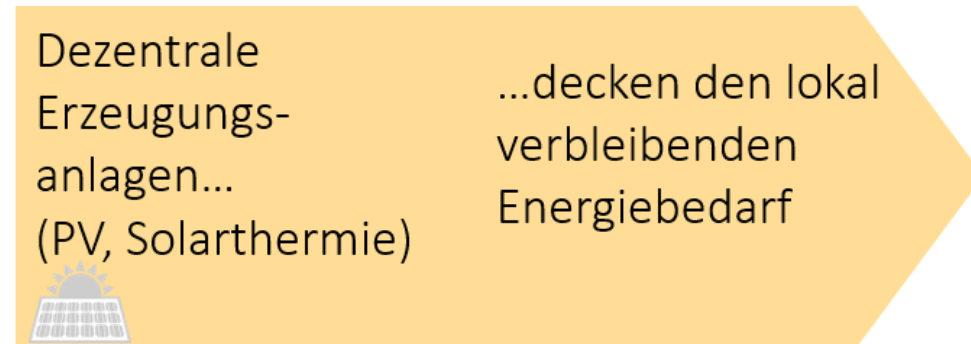 Dezentrale
Erzeugungs-
anlagen...
(PV, Solarthermie)
...decken den lokal
verbleibenden
Energiebedarf